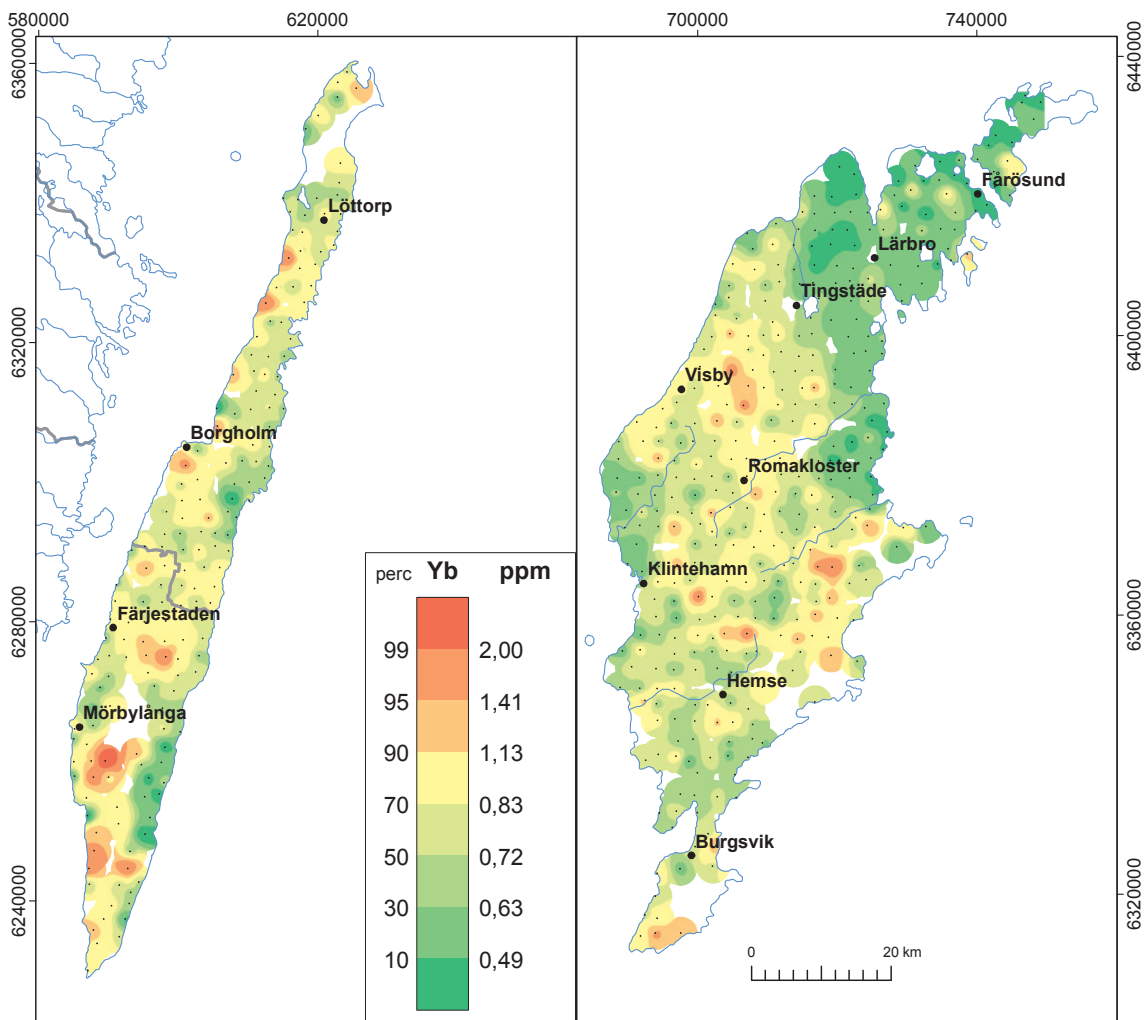 580000 620000 700000 740000
6360000
6320000
6280000
6240000
6440000
6400000
6360000
6320000
Löttorp
Borgholm
Färjestaden
Mörbylånga
Fårösund
Lärbro
Tingstäde
Visby
Romakloster
Klintehamn
Hemse
Burgsvik
perc Yb ppm
99 2,00
95 1,41
90 1,13
70 0,83
50 0,72
30 0,63
10 0,49
0 20 km